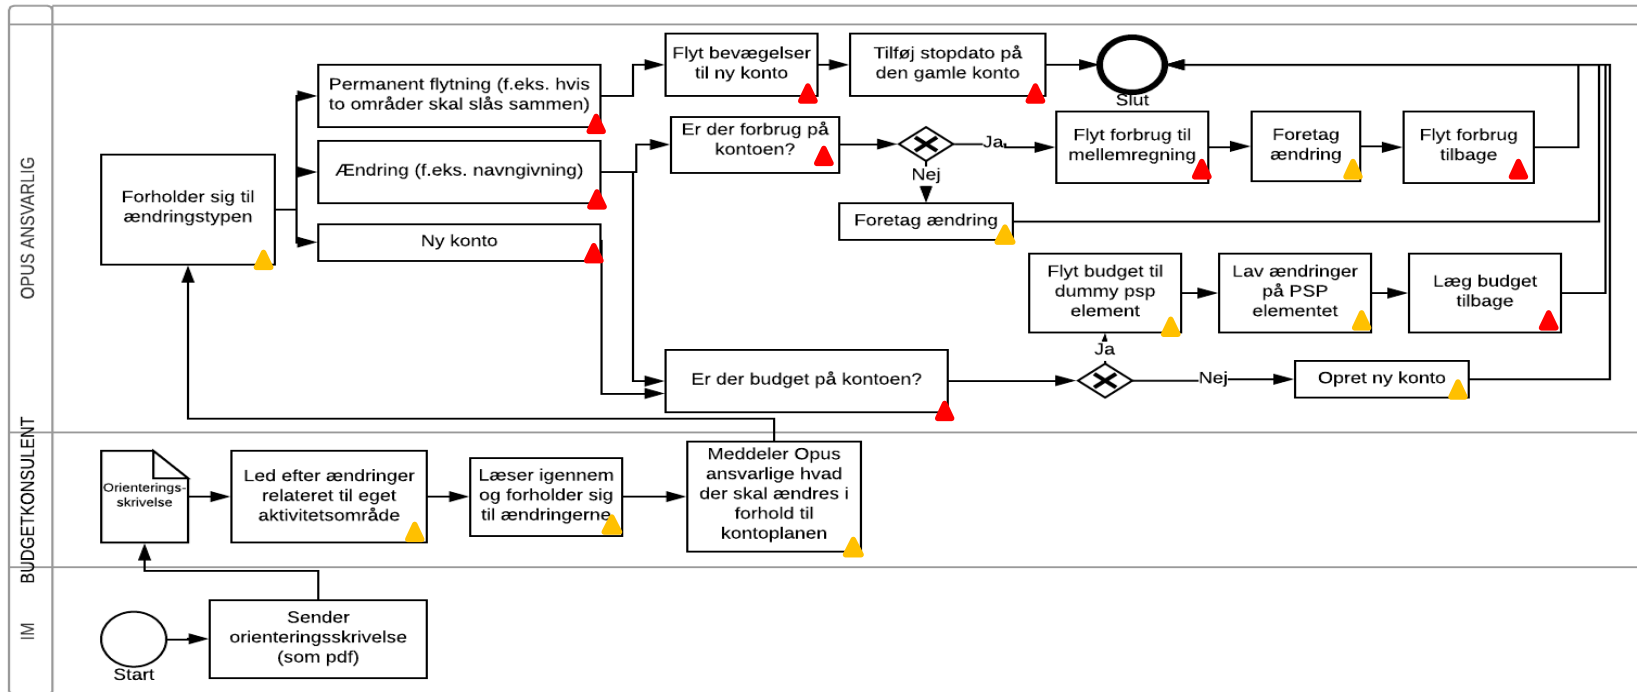 OPUS ANSVARLIG
Forholder sig til
ændringstypen
Permanent flytning (f.eks. hvis
to områder skal slås sammen)
Ændring (f.eks. navngivning)
Ny konto
Flyt bevægelser
til ny konto
Tilføj stopdato på
den gamle konto
Slut
Er der forbrug på
kontoen?
Ja
Nej
Flyt forbrug til
mellemregning
Foretag
ændring
Flyt forbrug
tilbage
Foretag ændring
Flyt budget til
dummy psp
element
Lav ændringer
på PSP
elementet
Læg budget
tilbage
Er der budget på kontoen?
Ja
Nej
Opret ny konto
BUDGETKONSULENT
Orienterings-
skrivelse
Led efter ændringer
relateret til eget
aktivitetsområde
Læser igennem
og forholder sig
til ændringerne
Meddeler Opus
ansvarlige hvad
der skal ændres i
forhold til
kontoplanen
IM
Start
Sender
orienteringsskrivelse
(som pdf)